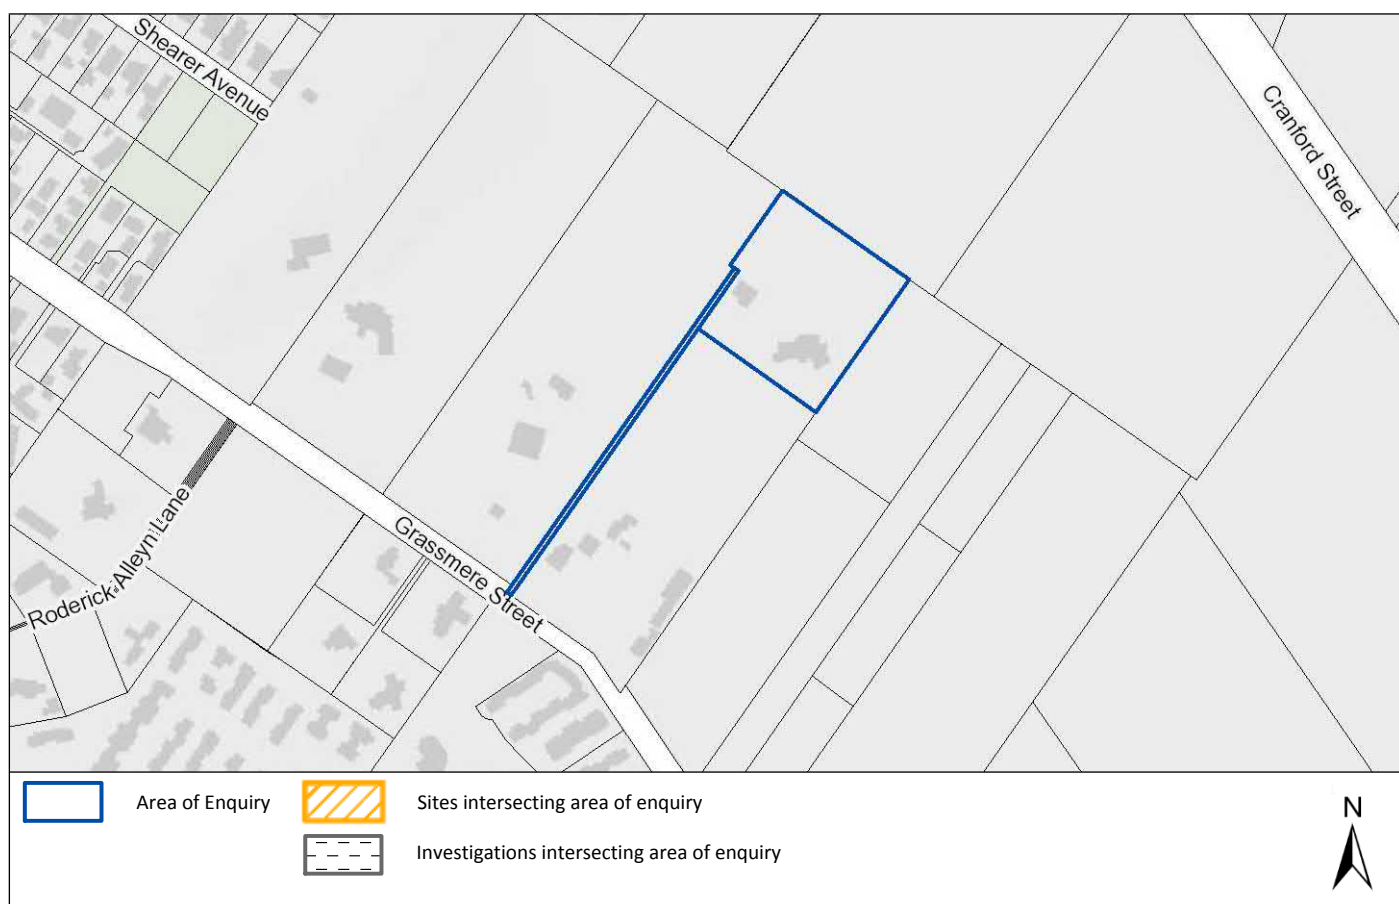 Shearer Avenue
Cranford Street
Grassmere Street
Roderick Alleyn Lane
Area of Enquiry
Sites intersecting area of enquiry
Investigations intersecting area of enquiry
N